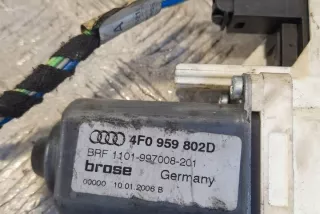 4F0 959 802D
BRF 1101-997008-201
brose Germany
00000 10.01.2006 B
A